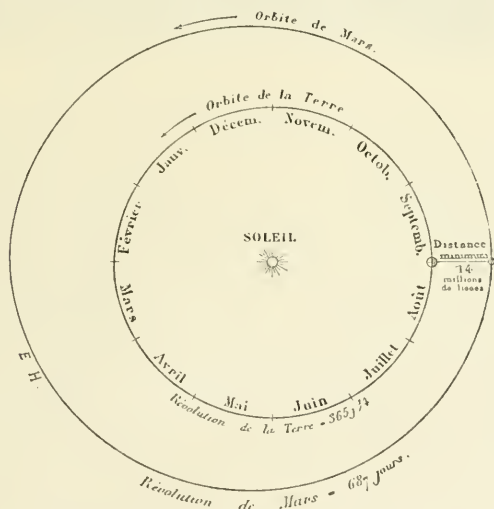 Orbite de Mars.
Orbite de la Terre
Novem.
Décem.
Janv.
Février
Mars
Avril
Mai
Juin
Juillet
Août
Septemb.
Octob.
SOLEIL
Distance
minimum
14
millions
de lieues
E H.
Révolution de la Terre = 365 j 1/4
Révolution de Mars = 687 jours.